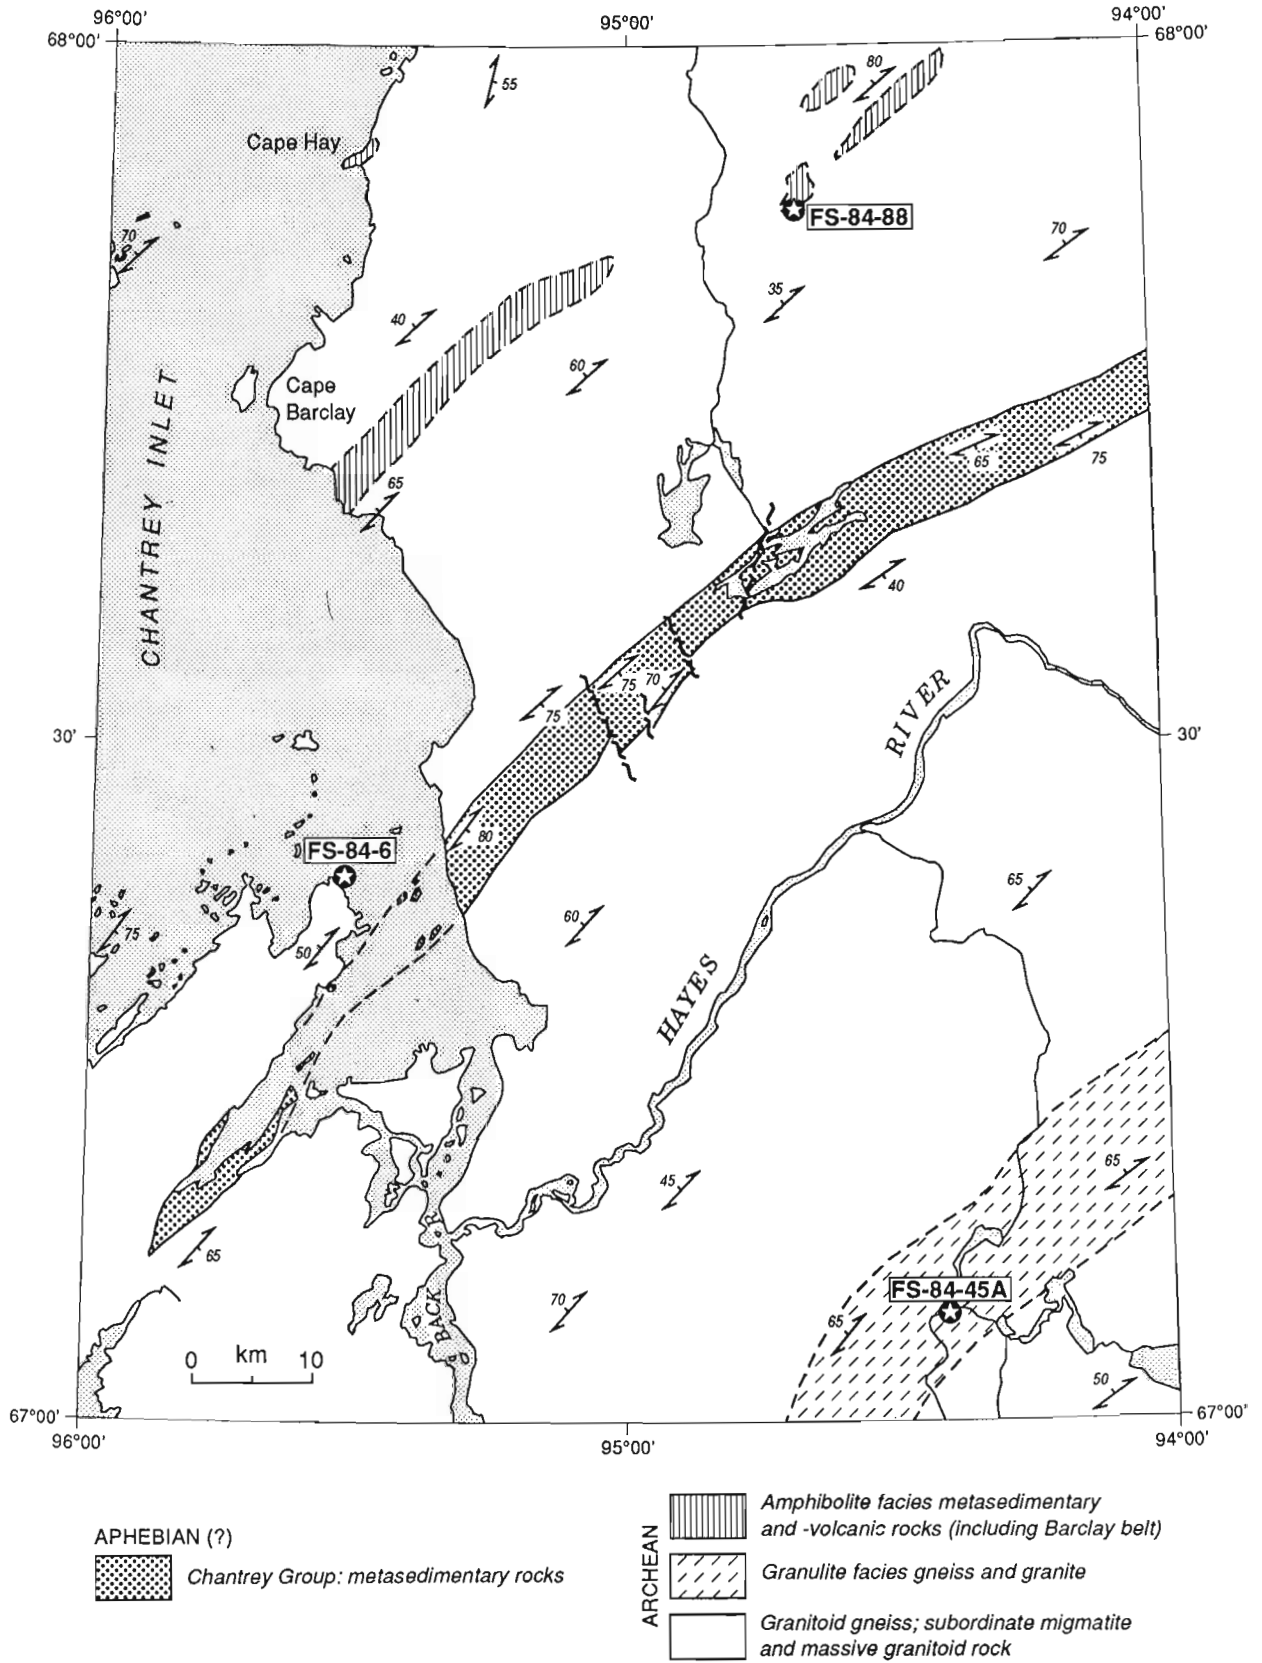 96°00'
95°00'
94°00'
68°00'
68°00'
80
55
Cape Hay
FS-84-88
70
70
35
40
60
Cape
Barclay
CHANTREY INLET
65
65
75
40
75
70
75
RIVER
30'
30'
80
FS-84-6
65
60
75
50
HAYES
65
45
65
70
BACK R
FS-84-45A
65
50
0 km 10
67°00'
67°00"
96°00'
95°00'
94°00'
APHEBIAN (?)
Chantrey Group: metasedimentary rocks
ARCHEAN
Amphibolite facies metasedimentary
and -volcanic rocks (including Barclay belt)
Granulite facies gneiss and granite
Granitoid gneiss; subordinate migmatite
and massive granitoid rock